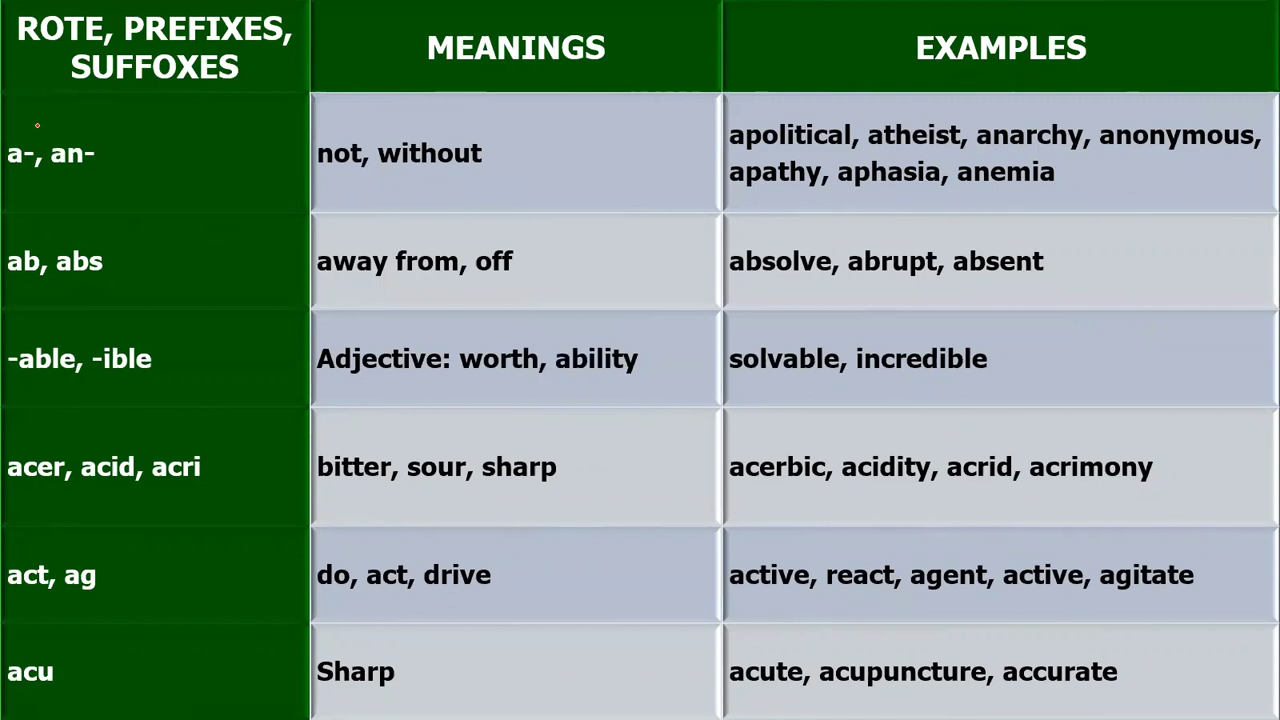 ROTE, PREFIXES,
SUFFOXES
MEANINGS
EXAMPLES
a-, an-
not, without
apolitical, atheist, anarchy, anonymous,
apathy, aphasia, anemia
ab, abs
away from, off
absolve, abrupt, absent
-able, -ible
Adjective: worth, ability
solvable, incredible
acer, acid, acri
bitter, sour, sharp
acerbic, acidity, acrid, acrimony
act, ag
do, act, drive
active, react, agent, active, agitate
acu
Sharp
acute, acupuncture, accurate